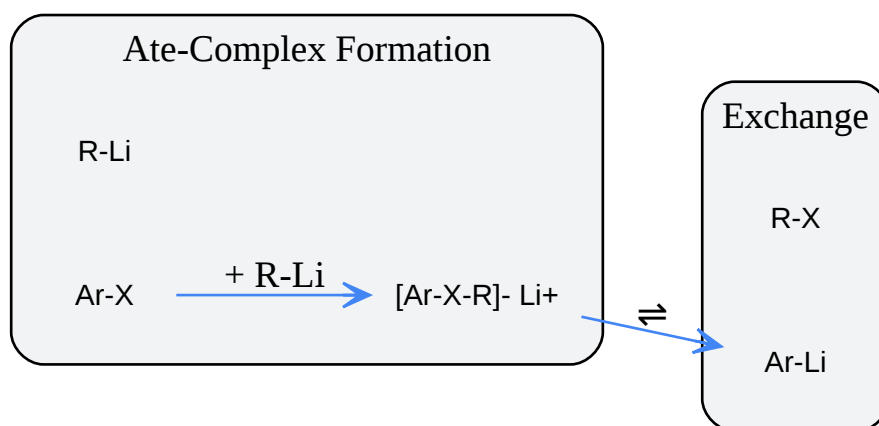 Ate-Complex Formation
R-Li
Ar-X
+ R-Li
[Ar-X-R]- Li+
⇌
Exchange
R-X
Ar-Li